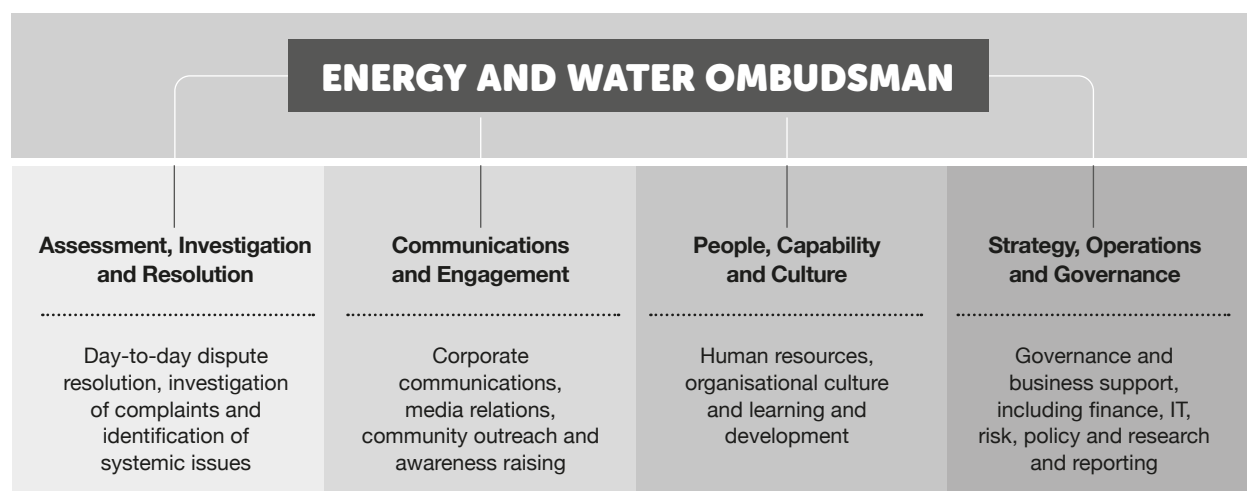 ENERGY AND WATER OMBUDSMAN
Assessment, Investigation
and Resolution
Day-to-day dispute
resolution, investigation
of complaints and
identification of
systemic issues
Communications
and Engagement
Corporate
communications,
media relations,
community outreach and
awareness raising
People, Capability
and Culture
Human resources,
organisational culture
and learning and
development
Strategy, Operations
and Governance
Governance and
business support,
including finance, IT,
risk, policy and research
and reporting